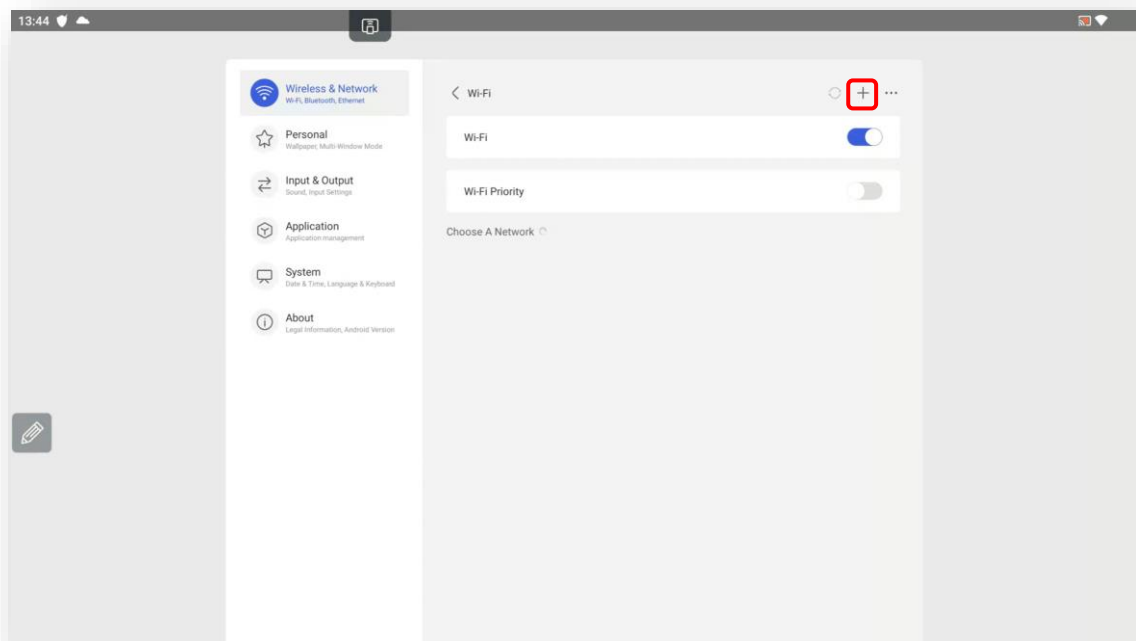 13:44
Wireless & Network
Wi-Fi, Bluetooth, Ethernet
Personal
Wallpaper, Multi-Window Mode
Input & Output
Sound, Input Settings
Application
Application management
System
Date & Time, Language & Keyboard
About
Legal Information, Android Version
Wi-Fi
Wi-Fi
Wi-Fi Priority
Choose A Network